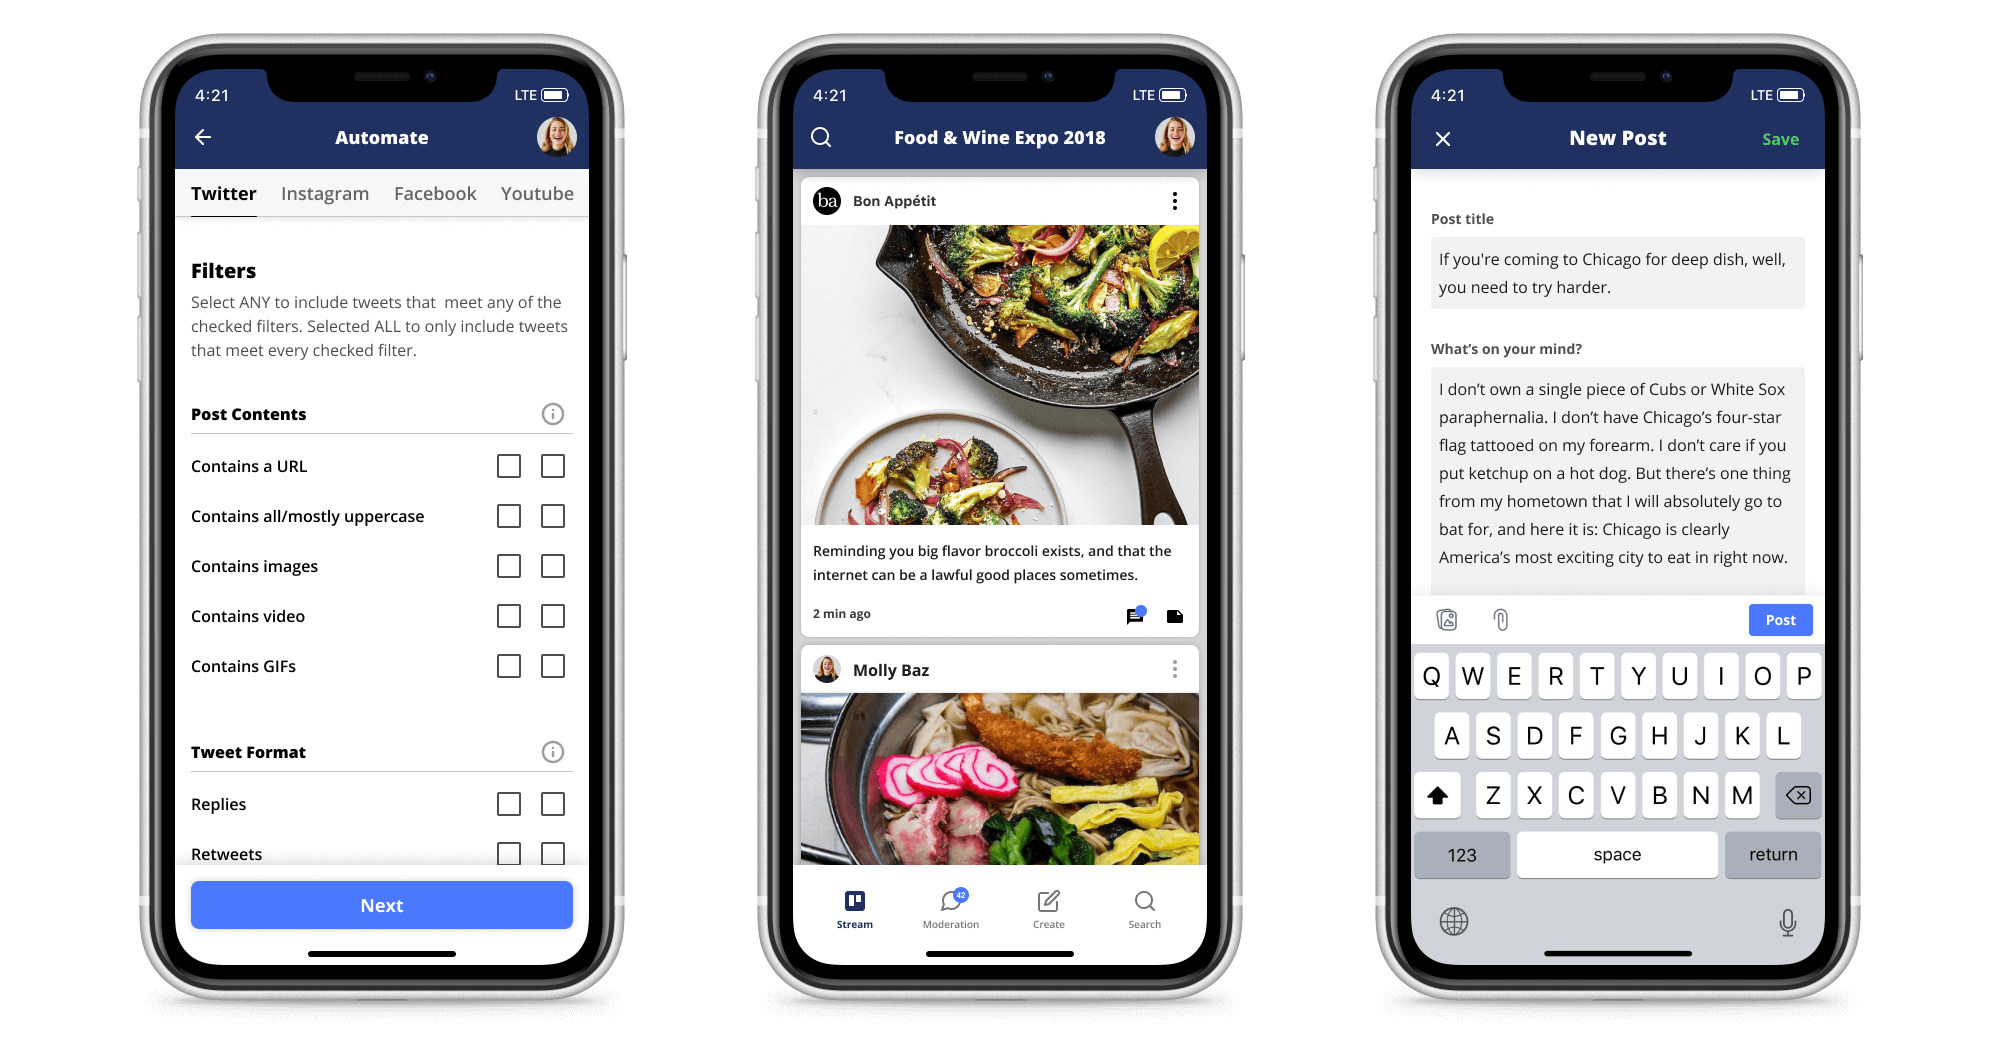 4:21
LTE
Automate
Twitter Instagram Facebook Youtube
Filters
Select ANY to include tweets that meet any of the
checked filters. Selected ALL to only include tweets
that meet every checked filter.
Post Contents
Contains a URL
Contains all/mostly uppercase
Contains images
Contains video
Contains GIFs
Tweet Format
Replies
Retweets
Next
4:21
LTE
Food & Wine Expo 2018
ba
Bon Appétit
Reminding you big flavor broccoli exists, and that the
internet can be a lawful good places sometimes.
2 min ago
Molly Baz
42
Stream Moderation Create Search
4:21
LTE
New Post
Save
Post title
If you're coming to Chicago for deep dish, well,
you need to try harder.
What's on your mind?
I don't own a single piece of Cubs or White Sox
paraphernalia. I don't have Chicago's four-star
flag tattooed on my forearm. I don't care if you
put ketchup on a hot dog. But there's one thing
from my hometown that I will absolutely go to
bat for, and here it is: Chicago is clearly
America's most exciting city to eat in right now.
Post
Q W E R T Y U I O P
A S D F G H J K L
Z X C V B N M
123 space return